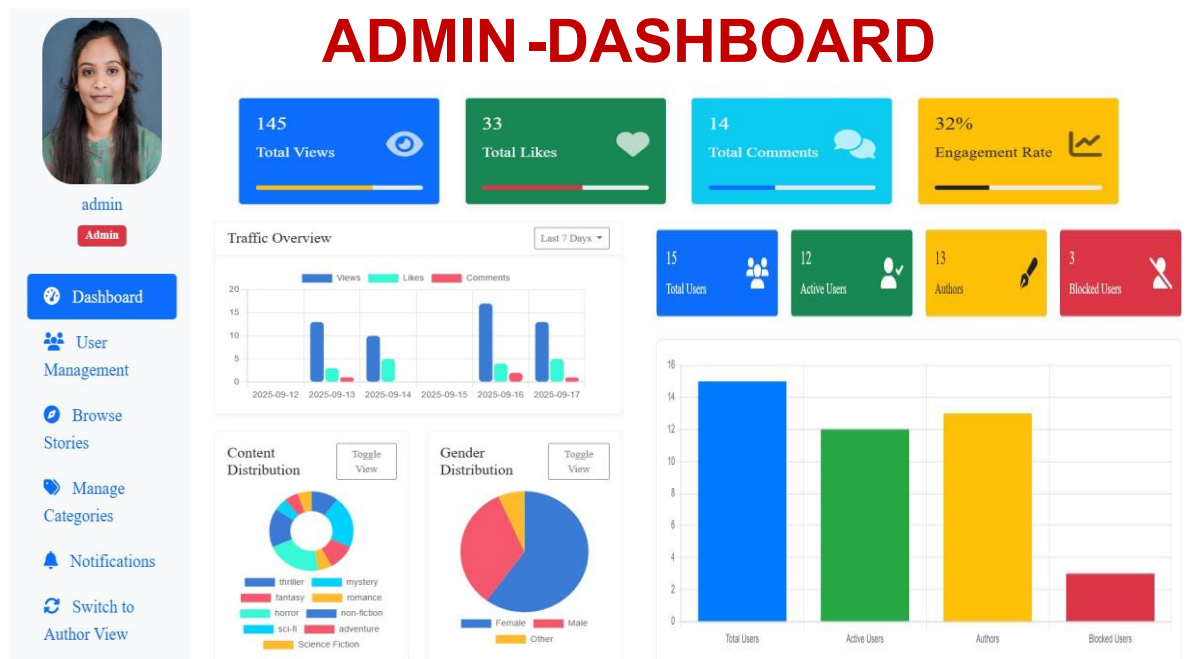 ADMIN-DASHBOARD
admin
Admin
Dashboard
User
Management
Browse
Stories
Manage
Categories
Notifications
Switch to
Author View
145
Total Views
33
Total Likes
14
Total Comments
32%
Engagement Rate
Traffic Overview
Last 7 Days
Views Likes Comments
20
15
10
5
0
2025-09-12 2025-09-13 2025-09-14 2025-09-15 2025-09-16 2025-09-17
15
Total Users
12
Active Users
13
Authors
3
Blocked Users
Content
Distribution
Toggle
View
thriller mystery
fantasy romance
horror non-fiction
sci-fi adventure
Science Fiction
Gender
Distribution
Toggle
View
Female Male
Other
16
14
12
10
8
6
4
2
0
Total Users Active Users Authors Blocked Users